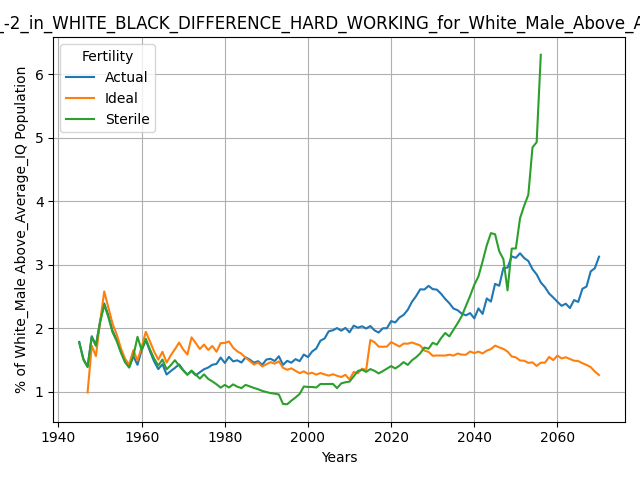 _-2_in_WHITE_BLACK_DIFFERENCE_HARD_WORKING_for_White_Male_Above_A
Fertility
Actual
Ideal
Sterile
% of White_Male Above_Average_IQ Population
6
5
4
3
2
1
1940 1960 1980 2000 2020 2040 2060
Years